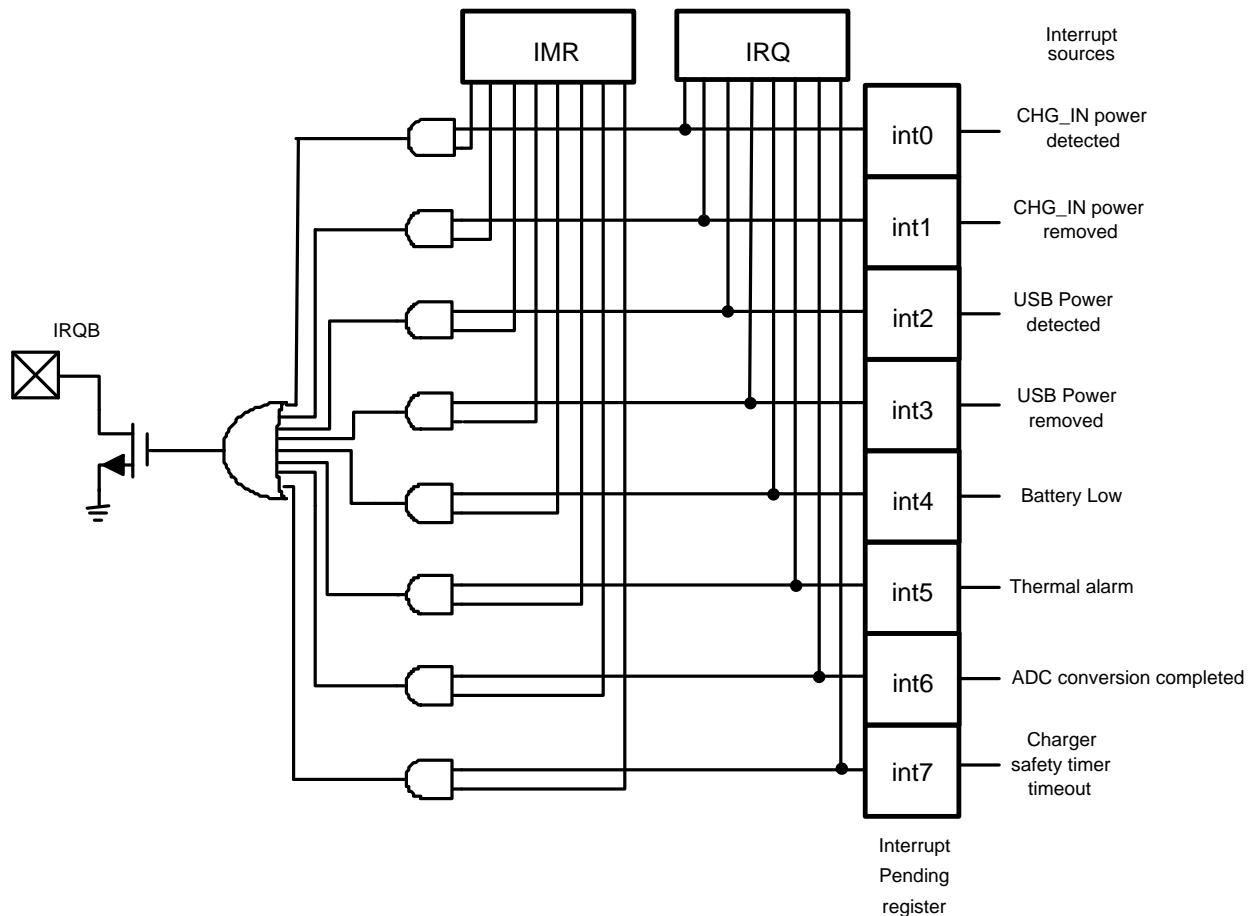 IMR
IRQ
Interrupt
sources
int0
CHG_IN power
detected
int1
CHG_IN power
removed
int2
USB Power
detected
IRQB
int3
USB Power
removed
int4
Battery Low
int5
Thermal alarm
int6
ADC conversion completed
int7
Charger
safety timer
timeout
Interrupt
Pending
register